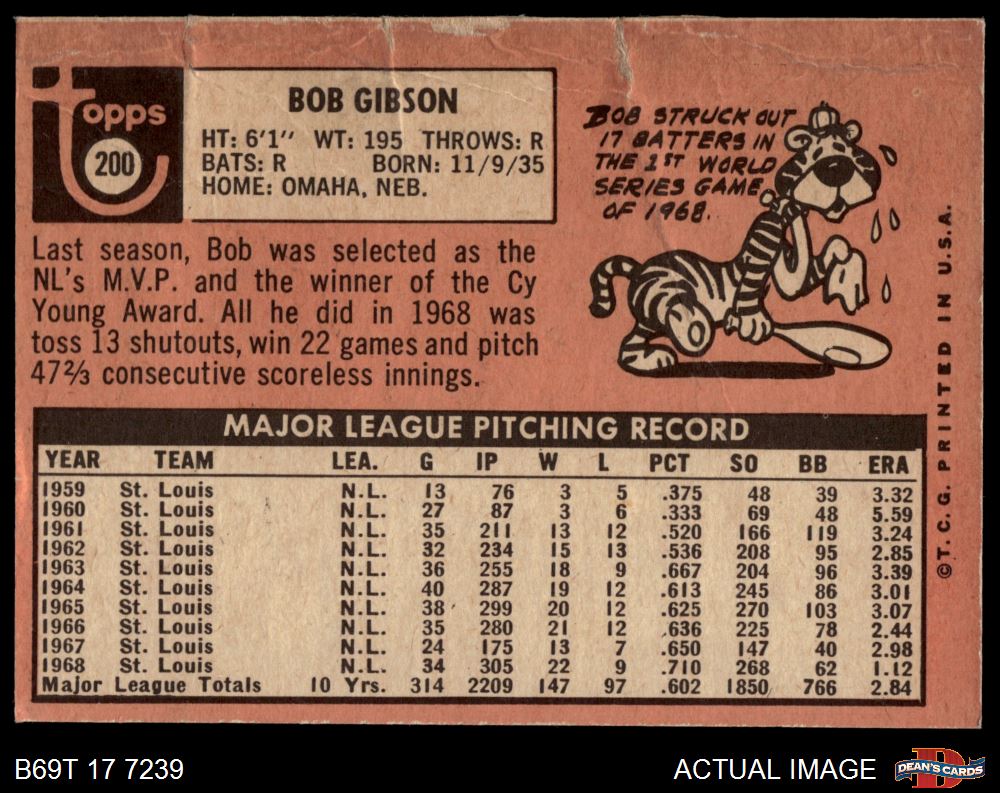 Topps
200
BOB GIBSON
HT: 6'1" WT: 195 THROWS: R
BATS: R BORN: 11/9/35
HOME: OMAHA, NEB.
BOB STRUCK OUT
17 BATTERS IN
THE 1ST WORLD
SERIES GAME
OF 1968.
Last season, Bob was selected as the
NL's M.V.P. and the winner of the Cy
Young Award. All he did in 1968 was
toss 13 shutouts, win 22 games and pitch
47⅔ consecutive scoreless innings.
MAJOR LEAGUE PITCHING RECORD
YEAR TEAM LEA. G IP W L PCT SO BB ERA
1959 St. Louis N.L. 13 76 3 5 .375 48 39 3.32
1960 St. Louis N.L. 27 87 3 6 .333 69 48 5.59
1961 St. Louis N.L. 35 211 13 12 .520 166 119 3.24
1962 St. Louis N.L. 32 234 15 13 .536 208 95 2.85
1963 St. Louis N.L. 36 255 18 9 .667 204 96 3.39
1964 St. Louis N.L. 40 287 19 12 .613 245 86 3.01
1965 St. Louis N.L. 38 299 20 12 .625 270 103 3.07
1966 St. Louis N.L. 35 280 21 12 .636 225 78 2.44
1967 St. Louis N.L. 24 175 13 7 .650 147 40 2.98
1968 St. Louis N.L. 34 305 22 9 .710 268 62 1.12
Major League Totals 10 Yrs. 314 2209 147 97 .602 1850 766 2.84
©T.C.G. PRINTED IN U.S.A.
B69T 17 7239
ACTUAL IMAGE
DEAN'S CARDS